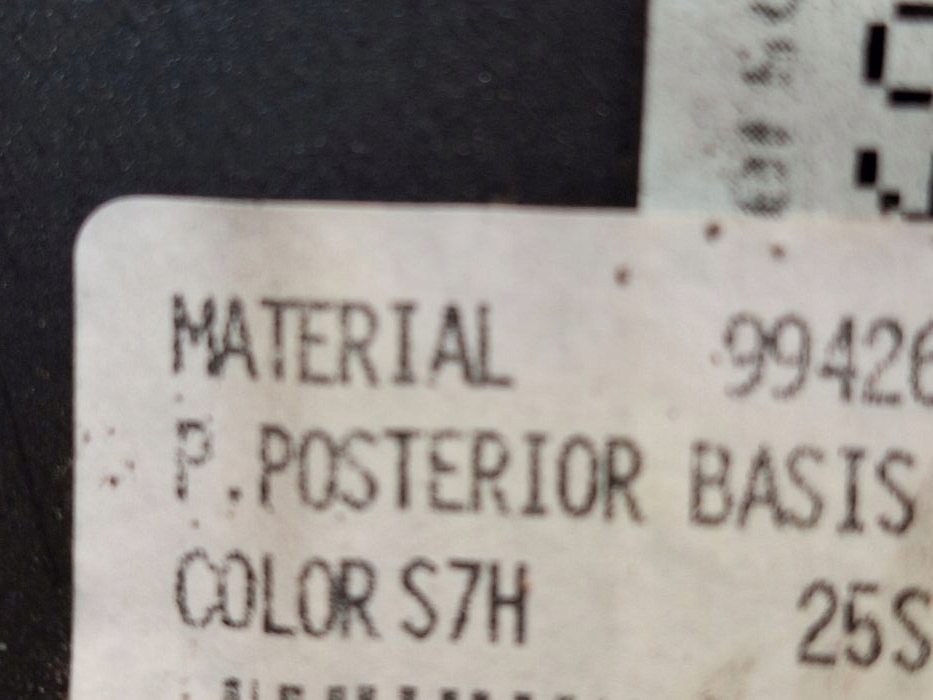 MATERIAL 99426
P.POSTERIOR BASIS
COLOR S7H 25S